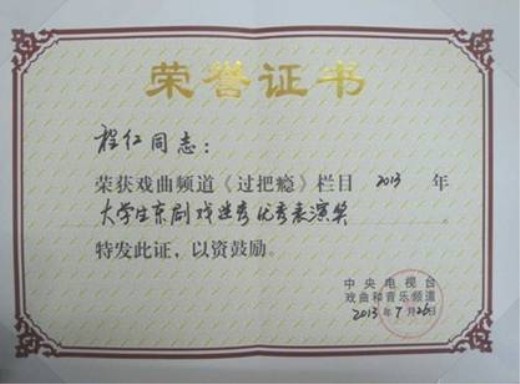 荣誉证书
程红同志：
荣获戏曲频道《过把瘾》栏目 2013 年
大学生京剧戏迷秀优秀表演奖
特发此证，以资鼓励。
中央电视台
戏曲和音乐频道
2013年7月26日